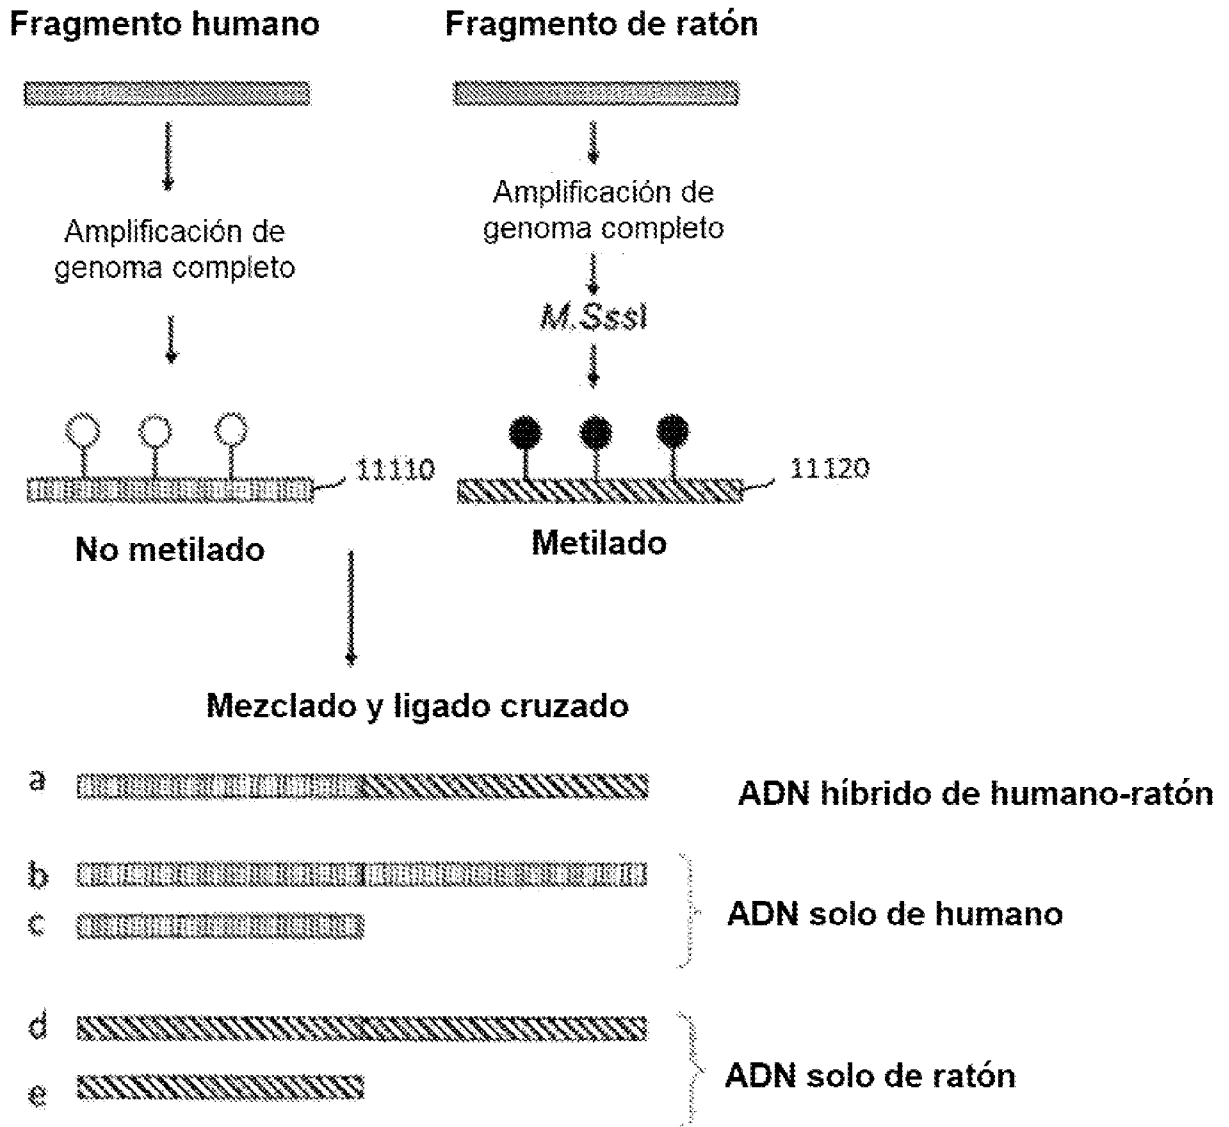 Fragmento humano
Fragmento de ratón
Amplificación de
genoma completo
Amplificación de
genoma completo
M.SssI
11110
11120
No metilado
Metilado
Mezclado y ligado cruzado
a
ADN híbrido de humano-ratón
b
c
ADN solo de humano
d
e
ADN solo de ratón